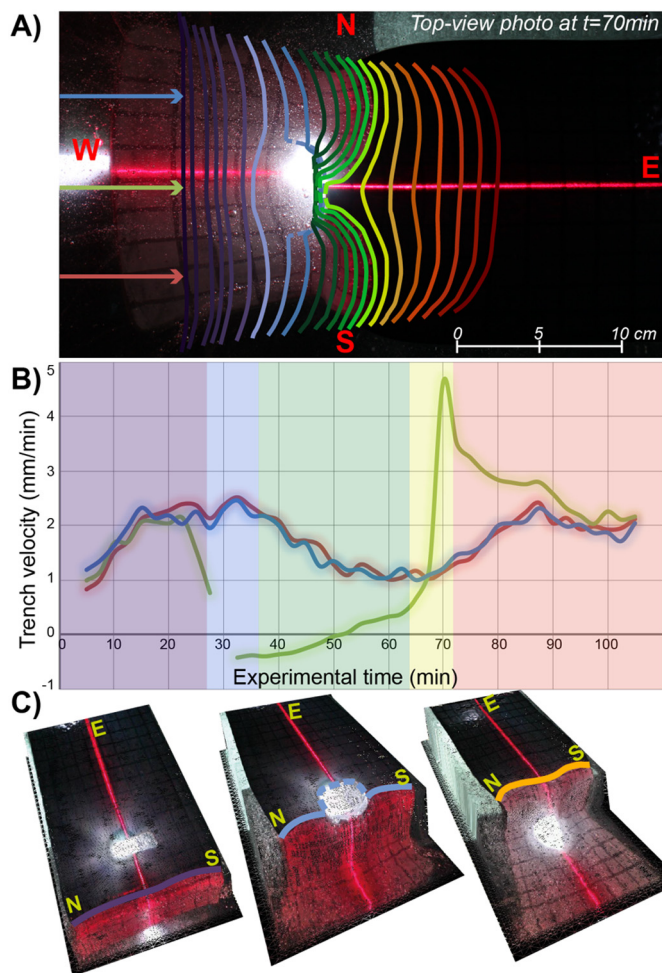 A)
N
Top-view photo at t=70min
W
E
S
0 5 10 cm
B)
Trench velocity (mm/min)
5
4
3
2
1
0
-1
0 10 20 30 40 50 60 70 80 90 100
Experimental time (min)
C)
E
N
S
E
N
S
E
N
S